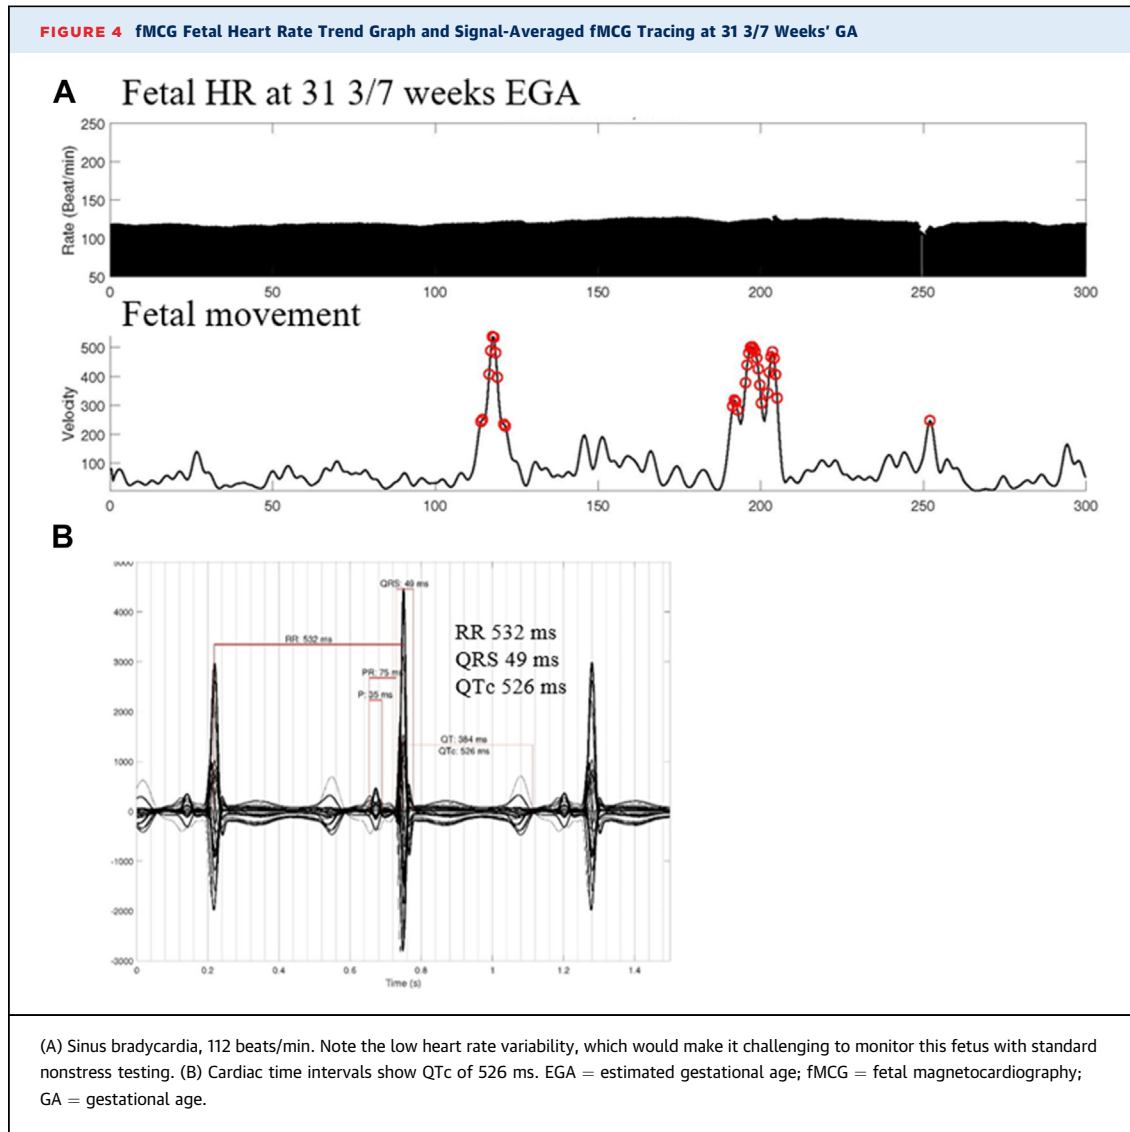 FIGURE 4 fMCG Fetal Heart Rate Trend Graph and Signal-Averaged fMCG Tracing at 31 3/7 Weeks' GA
A
Fetal HR at 31 3/7 weeks EGA
Rate (Beat/min)
250
200
150
100
50
0 50 100 150 200 250 300
Fetal movement
Velocity
500
400
300
200
100
0 50 100 150 200 250 300
B
QRS: 49 ms
4000
RR 532 ms
RR: 532 ms
QRS 49 ms
3000
PR: 75 ms
QTc 526 ms
P: 35 ms
2000
QT: 384 ms
QTc: 526 ms
1000
0
-1000
-2000
-3000
0 0.2 0.4 0.6 0.8 1 1.2 1.4
Time (s)
(A) Sinus bradycardia, 112 beats/min. Note the low heart rate variability, which would make it challenging to monitor this fetus with standard
nonstress testing. (B) Cardiac time intervals show QTc of 526 ms. EGA = estimated gestational age; fMCG = fetal magnetocardiography;
GA = gestational age.